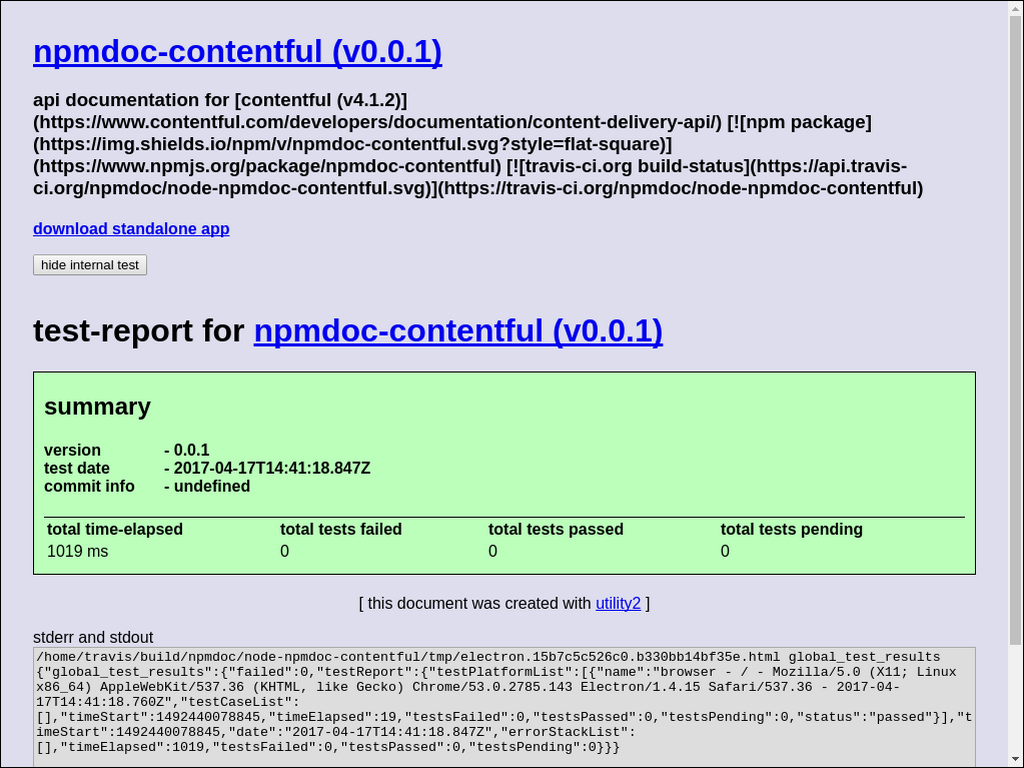 npmdoc-contentful (v0.0.1)
api documentation for [contentful (v4.1.2)]
(https://www.contentful.com/developers/documentation/content-delivery-api/) [![npm package]
(https://img.shields.io/npm/v/npmdoc-contentful.svg?style=flat-square)]
(https://www.npmjs.org/package/npmdoc-contentful) [![travis-ci.org build-status](https://api.travis-
ci.org/npmdoc/node-npmdoc-contentful.svg)](https://travis-ci.org/npmdoc/node-npmdoc-contentful)
download standalone app
hide internal test
test-report for npmdoc-contentful (v0.0.1)
summary
version - 0.0.1
test date - 2017-04-17T14:41:18.847Z
commit info - undefined
total time-elapsed total tests failed total tests passed total tests pending
1019 ms 0 0 0
[ this document was created with utility2 ]
stderr and stdout
/home/travis/build/npmdoc/node-npmdoc-contentful/tmp/electron.15b7c5c526c0.b330bb14bf35e.html global_test_results
{"global_test_results":{"failed":0,"testReport":{"testPlatformList":[{"name":"browser - / - Mozilla/5.0 (X11; Linux
x86_64) AppleWebKit/537.36 (KHTML, like Gecko) Chrome/53.0.2785.143 Electron/1.4.15 Safari/537.36 - 2017-04-
17T14:41:18.760Z","testCaseList":
[],"timeStart":1492440078845,"timeElapsed":19,"testsFailed":0,"testsPassed":0,"testsPending":0,"status":"passed"}],"t
imeStart":1492440078845,"date":"2017-04-17T14:41:18.847Z","errorStackList":
[],"timeElapsed":1019,"testsFailed":0,"testsPassed":0,"testsPending":0}}}